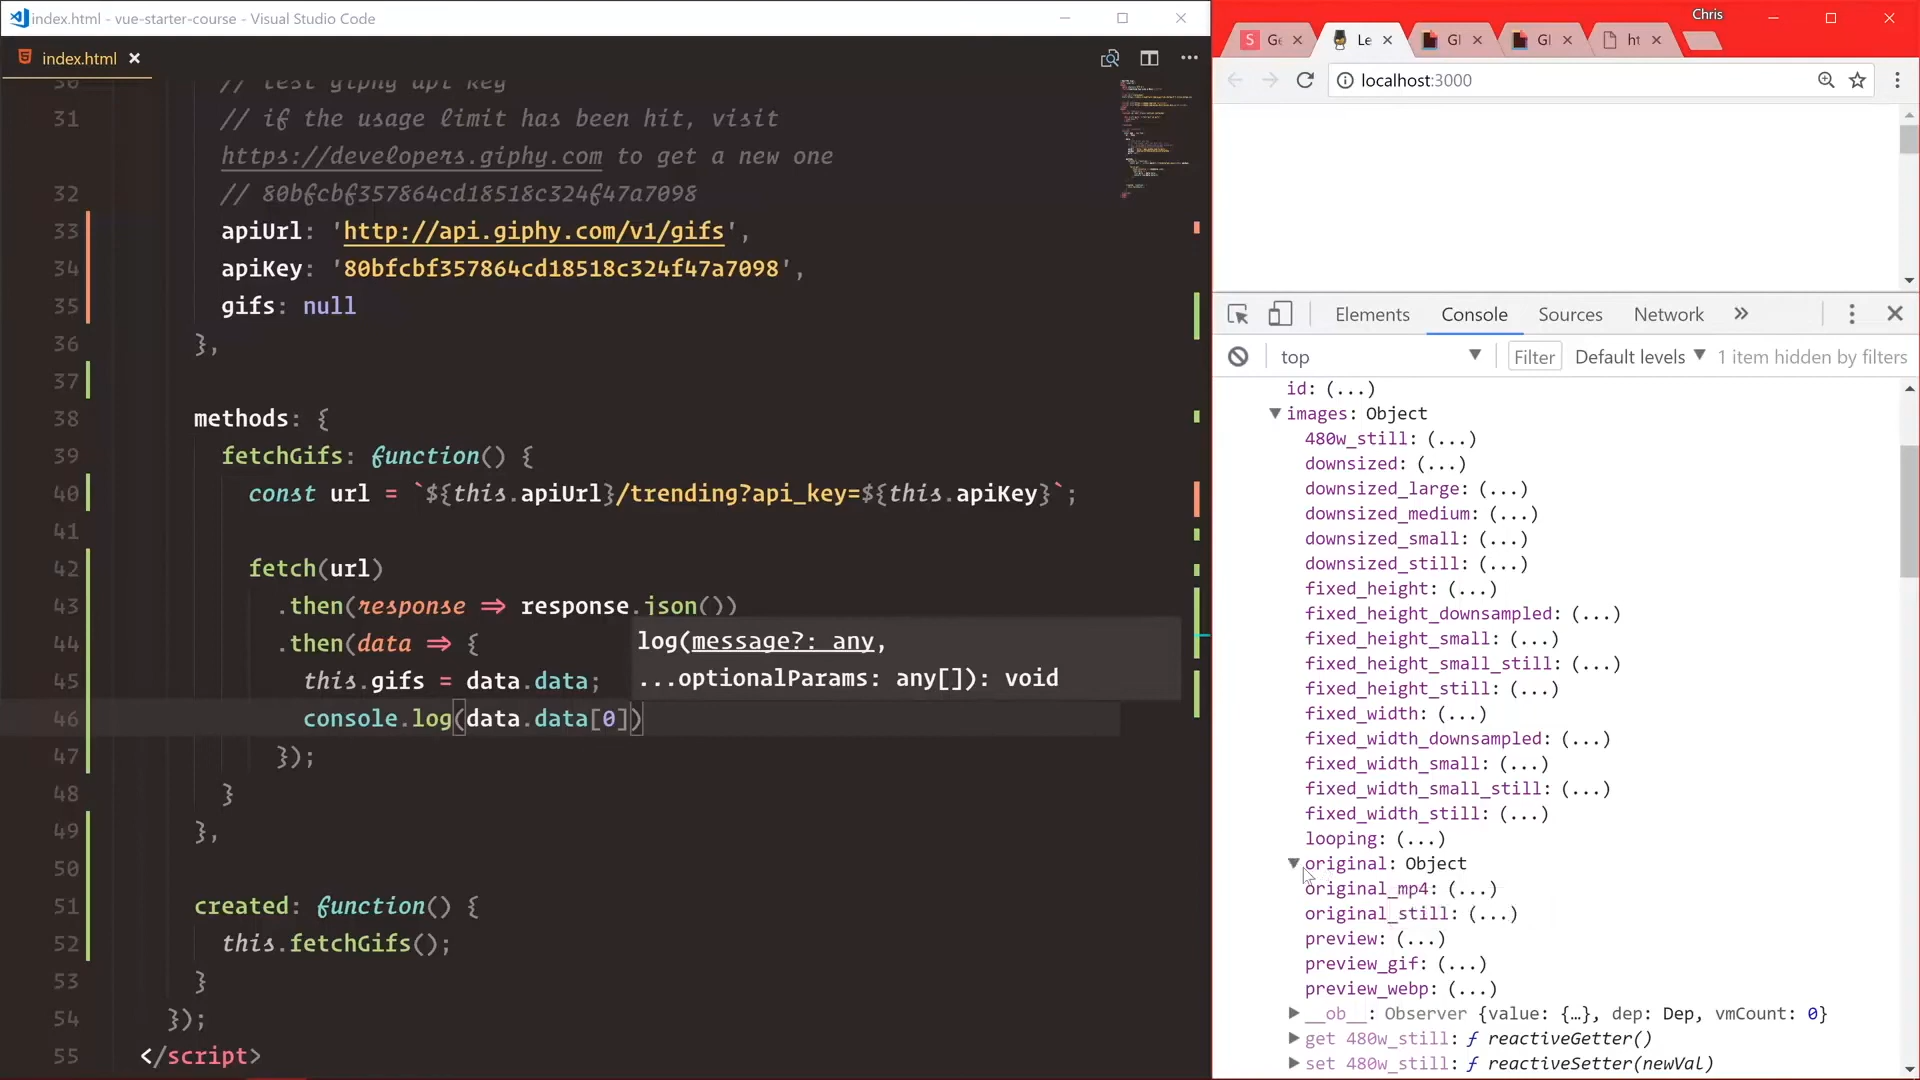 index.html - vue-starter-course - Visual Studio Code
index.html
30 // test giphy api key
31 // if the usage limit has been hit, visit
https://developers.giphy.com to get a new one
32 // 80bfcbf357864cd18518c324f47a7098
33 apiUrl: 'http://api.giphy.com/v1/gifs',
34 apiKey: '80bfcbf357864cd18518c324f47a7098',
35 gifs: null
36 },
37
38 methods: {
39 fetchGifs: function() {
40 const url = `${this.apiUrl}/trending?api_key=${this.apiKey}`;
41
42 fetch(url)
43 .then(response => response.json())
44 .then(data => {
45 this.gifs = data.data;
46 console.log(data.data[0])
47 });
48 }
49 },
50
51 created: function() {
52 this.fetchGifs();
53 }
54 });
55 </script>
log(message?: any,
...optionalParams: any[]): void
Chris
S Ge
Le
GI
GI
ht
localhost:3000
Elements Console Sources Network »
top Filter Default levels 1 item hidden by filters
id: (...)
images: Object
480w_still: (...)
downsized: (...)
downsized_large: (...)
downsized_medium: (...)
downsized_small: (...)
downsized_still: (...)
fixed_height: (...)
fixed_height_downsampled: (...)
fixed_height_small: (...)
fixed_height_small_still: (...)
fixed_height_still: (...)
fixed_width: (...)
fixed_width_downsampled: (...)
fixed_width_small: (...)
fixed_width_small_still: (...)
fixed_width_still: (...)
looping: (...)
original: Object
original_mp4: (...)
original_still: (...)
preview: (...)
preview_gif: (...)
preview_webp: (...)
__ob__: Observer {value: {…}, dep: Dep, vmCount: 0}
get 480w_still: ƒ reactiveGetter()
set 480w_still: ƒ reactiveSetter(newVal)